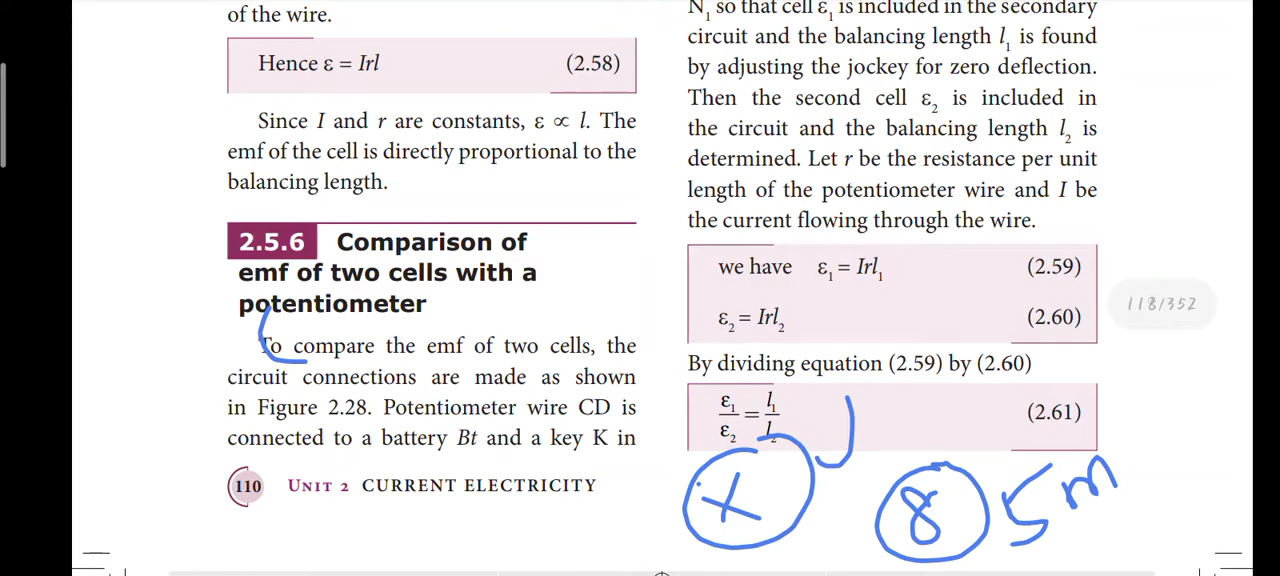 of the wire.
Hence ε = Irl (2.58)
Since I and r are constants, ε ∝ l. The
emf of the cell is directly proportional to the
balancing length.
2.5.6 Comparison of
emf of two cells with a
potentiometer
To compare the emf of two cells, the
circuit connections are made as shown
in Figure 2.28. Potentiometer wire CD is
connected to a battery Bt and a key K in
110 UNIT 2 CURRENT ELECTRICITY
N₁ so that cell ε₁ is included in the secondary
circuit and the balancing length l₁ is found
by adjusting the jockey for zero deflection.
Then the second cell ε₂ is included in
the circuit and the balancing length l₂ is
determined. Let r be the resistance per unit
length of the potentiometer wire and I be
the current flowing through the wire.
we have ε₁ = Irl₁ (2.59)
ε₂ = Irl₂ (2.60)
By dividing equation (2.59) by (2.60)
ε₁/ε₂ = l₁/l₂ (2.61)
8 5 m
118/352